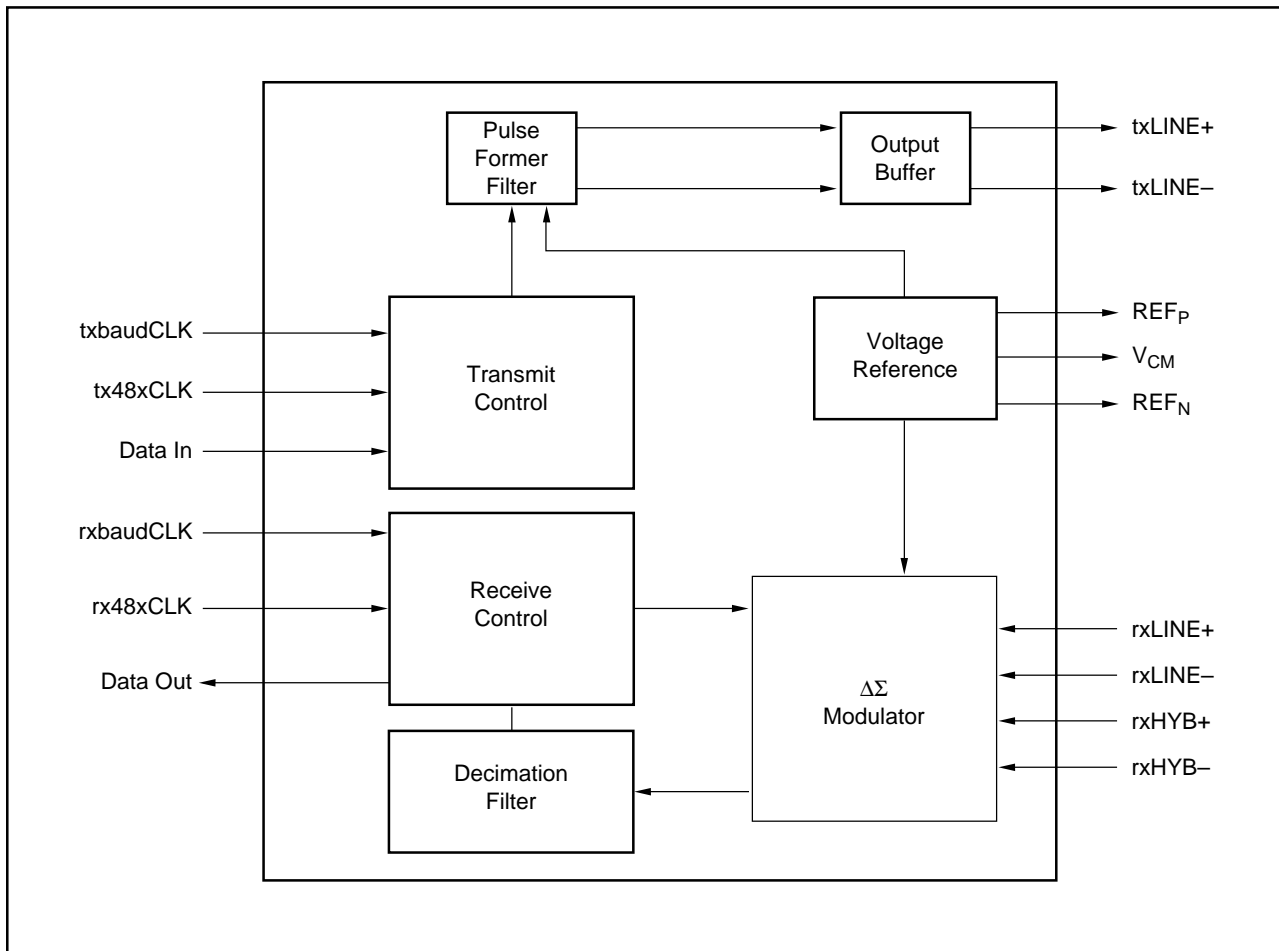 Pulse
Former
Filter
Output
Buffer
txLINE+
txLINE–
txbaudCLK
tx48xCLK
Data In
Transmit
Control
Voltage
Reference
REFP
VCM
REFN
rxbaudCLK
rx48xCLK
Data Out
Receive
Control
ΔΣ
Modulator
rxLINE+
rxLINE–
rxHYB+
rxHYB–
Decimation
Filter